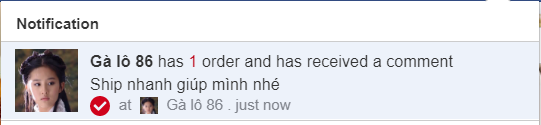 Notification
Gà lô 86 has 1 order and has received a comment
Ship nhanh giúp mình nhé
at Gà lô 86 . just now